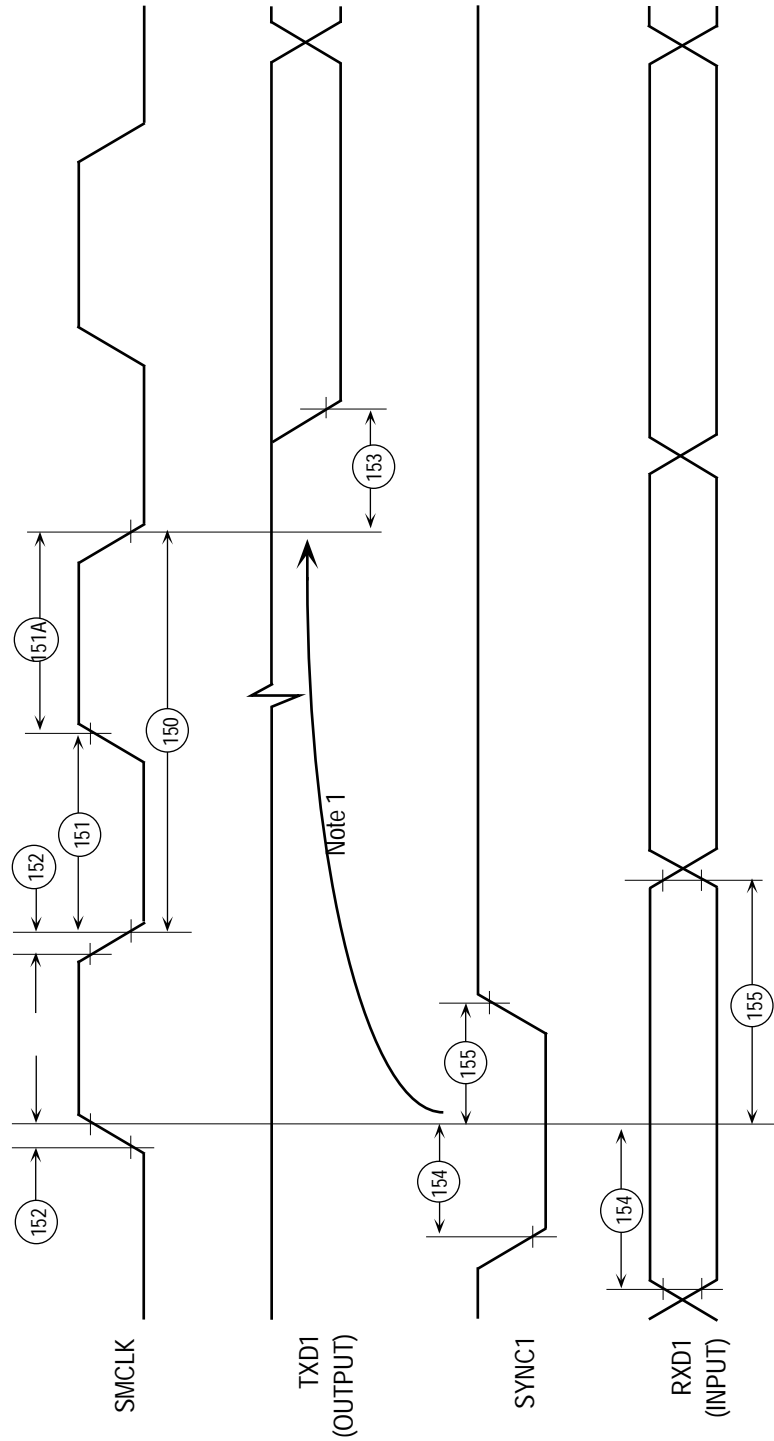 SMCLK
152
152
151
151A
150
TXD1
(OUTPUT)
Note 1
153
SYNC1
154
155
RXD1
(INPUT)
154
155